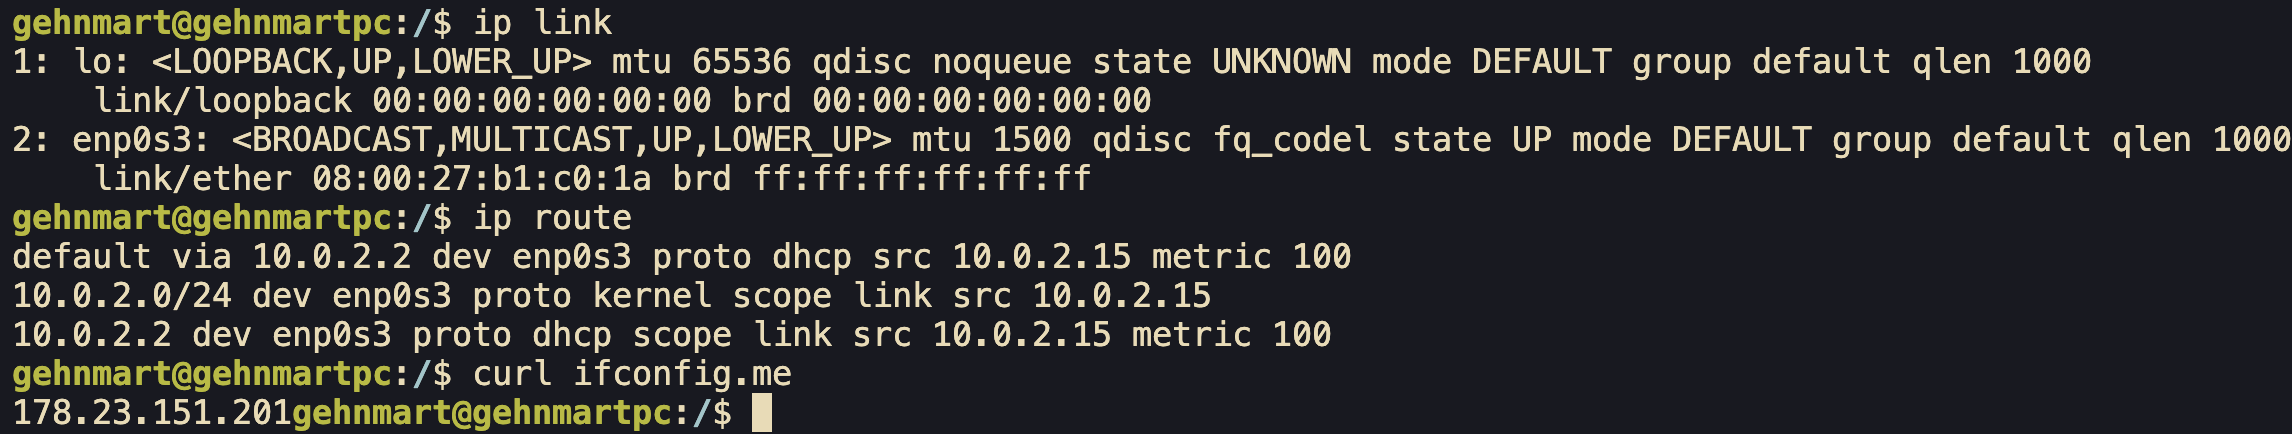 gehnmart@gehnmartpc:/$ ip link
1: lo: <LOOPBACK,UP,LOWER_UP> mtu 65536 qdisc noqueue state UNKNOWN mode DEFAULT group default qlen 1000
    link/loopback 00:00:00:00:00:00 brd 00:00:00:00:00:00
2: enp0s3: <BROADCAST,MULTICAST,UP,LOWER_UP> mtu 1500 qdisc fq_codel state UP mode DEFAULT group default qlen 1000
    link/ether 08:00:27:b1:c0:1a brd ff:ff:ff:ff:ff:ff
gehnmart@gehnmartpc:/$ ip route
default via 10.0.2.2 dev enp0s3 proto dhcp src 10.0.2.15 metric 100
10.0.2.0/24 dev enp0s3 proto kernel scope link src 10.0.2.15
10.0.2.2 dev enp0s3 proto dhcp scope link src 10.0.2.15 metric 100
gehnmart@gehnmartpc:/$ curl ifconfig.me
178.23.151.201gehnmart@gehnmartpc:/$